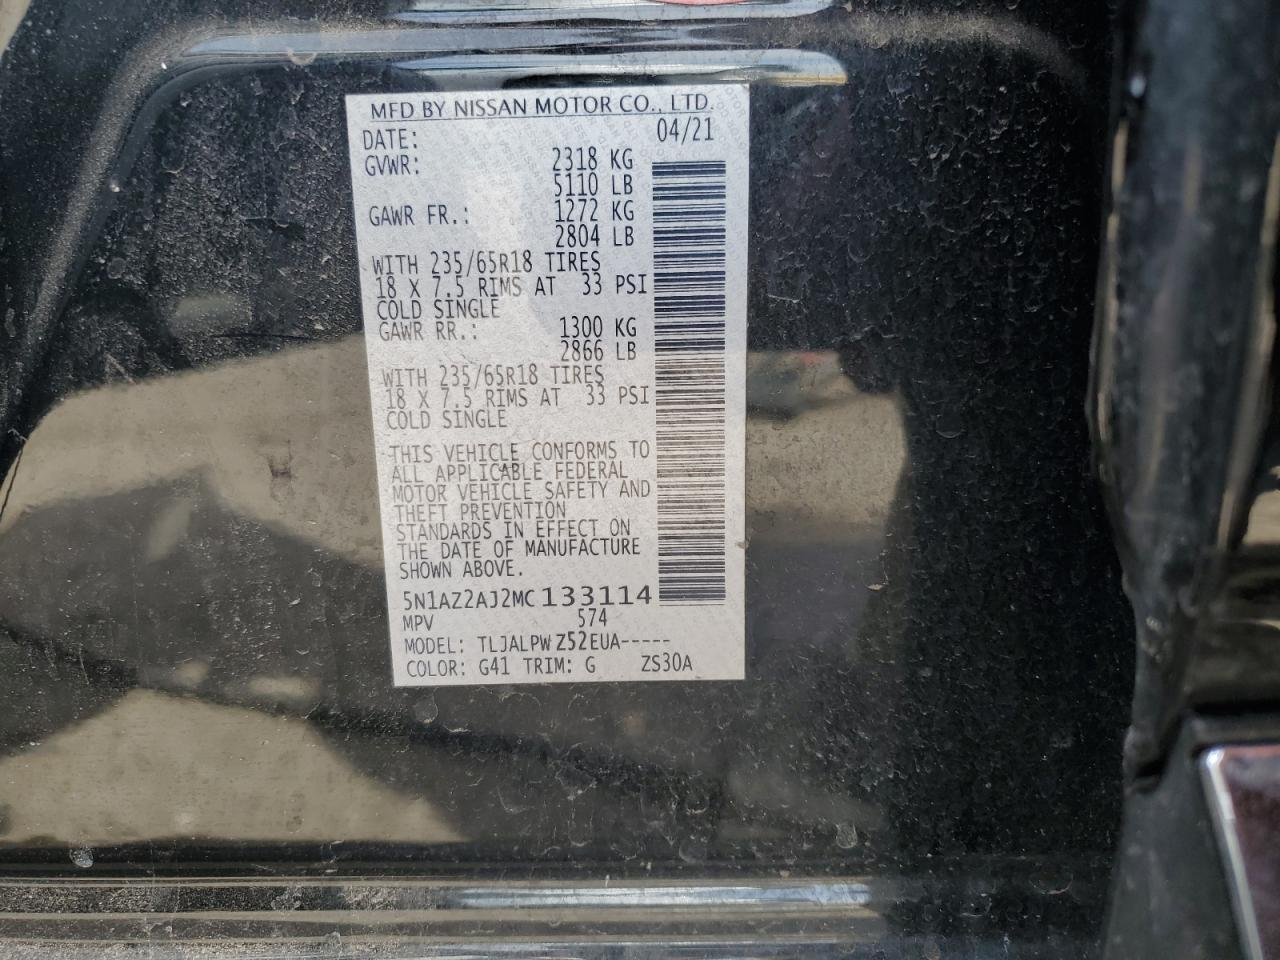 MFD BY NISSAN MOTOR CO., LTD.
DATE: 04/21
GVWR: 2318 KG
5110 LB
GAWR FR.: 1272 KG
2804 LB
WITH 235/65R18 TIRES
18 X 7.5 RIMS AT 33 PSI
COLD SINGLE
GAWR RR.: 1300 KG
2866 LB
WITH 235/65R18 TIRES
18 X 7.5 RIMS AT 33 PSI
COLD SINGLE
THIS VEHICLE CONFORMS TO
ALL APPLICABLE FEDERAL
MOTOR VEHICLE SAFETY AND
THEFT PREVENTION
STANDARDS IN EFFECT ON
THE DATE OF MANUFACTURE
SHOWN ABOVE.
5N1AZ2AJ2MC133114
MPV 574
MODEL: TLJALPWZ52EUA-----
COLOR: G41 TRIM: G ZS30A